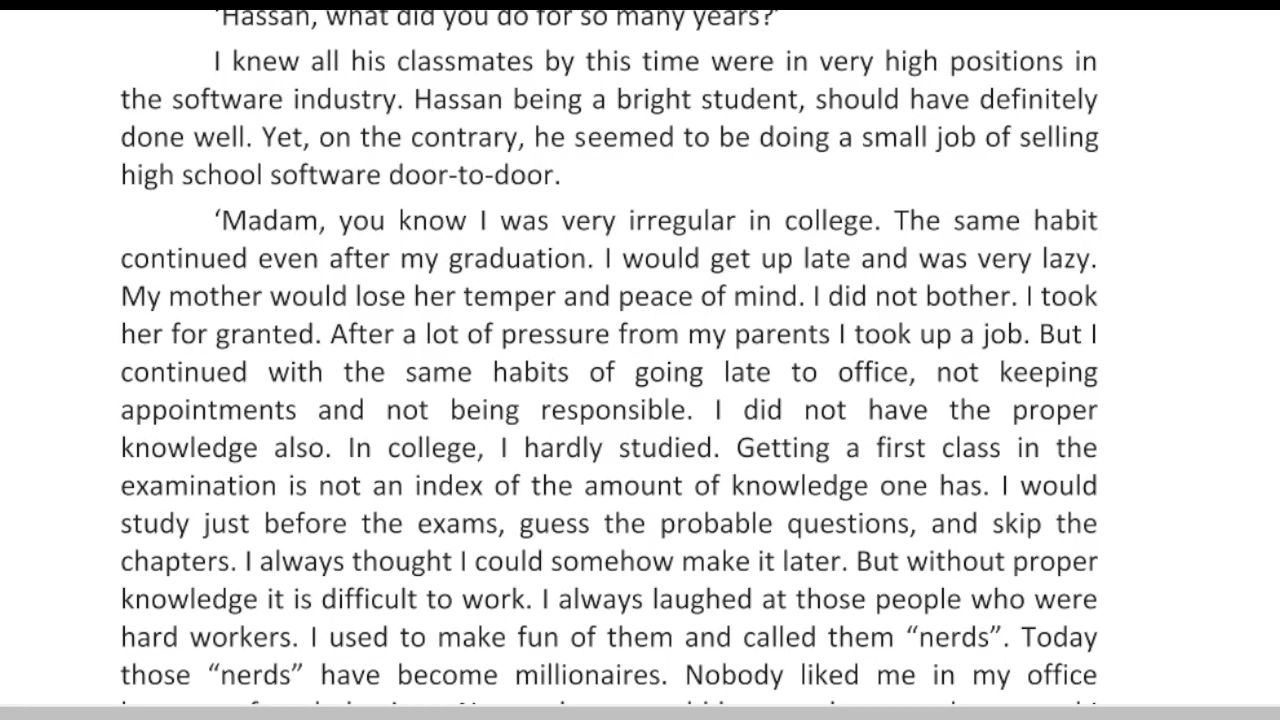 'Hassan, what did you do for so many years?'
I knew all his classmates by this time were in very high positions in
the software industry. Hassan being a bright student, should have definitely
done well. Yet, on the contrary, he seemed to be doing a small job of selling
high school software door-to-door.
‘Madam, you know I was very irregular in college. The same habit
continued even after my graduation. I would get up late and was very lazy.
My mother would lose her temper and peace of mind. I did not bother. I took
her for granted. After a lot of pressure from my parents I took up a job. But I
continued with the same habits of going late to office, not keeping
appointments and not being responsible. I did not have the proper
knowledge also. In college, I hardly studied. Getting a first class in the
examination is not an index of the amount of knowledge one has. I would
study just before the exams, guess the probable questions, and skip the
chapters. I always thought I could somehow make it later. But without proper
knowledge it is difficult to work. I always laughed at those people who were
hard workers. I used to make fun of them and called them “nerds”. Today
those “nerds” have become millionaires. Nobody liked me in my office